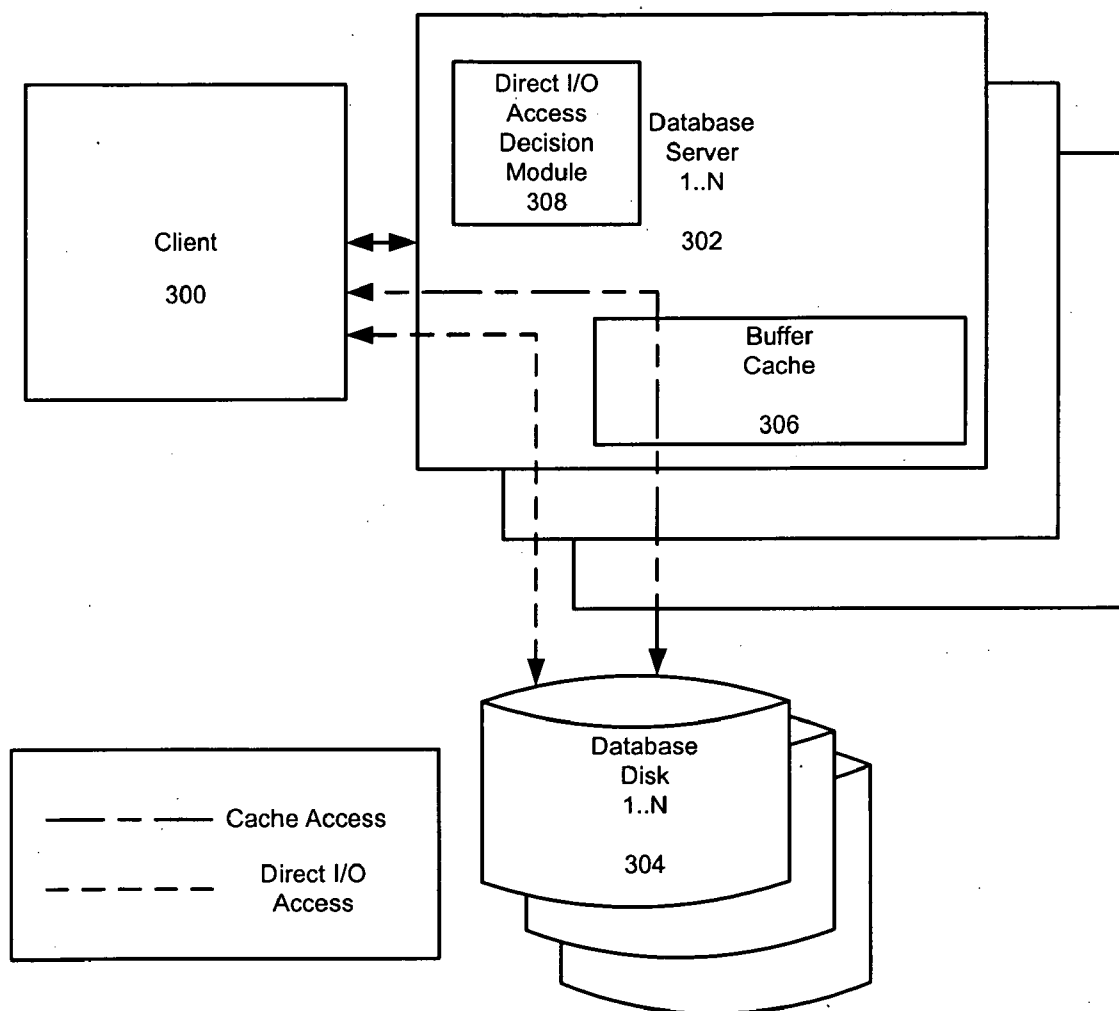 Direct I/O
Access
Decision
Module
308
Database
Server
1..N
302
Client
300
Buffer
Cache
306
Database
Disk
1..N
304
Cache Access
Direct I/O
Access